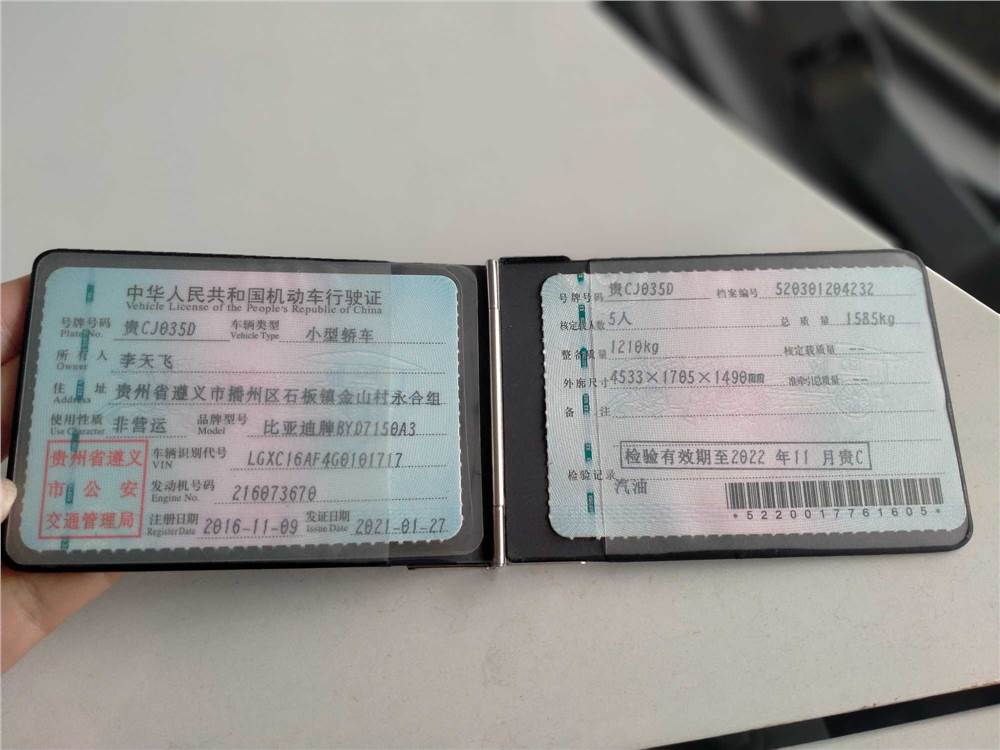 中华人民共和国机动车行驶证
Vehicle License of the People's Republic of China
号牌号码 贵CJ035D 车辆类型 小型轿车
Plate No. Vehicle Type
所有人 李天飞
Owner
住址 贵州省遵义市播州区石板镇金山村永合组
Address
使用性质 非营运 品牌型号 比亚迪牌BYD7150A3
Use Character Model
贵州省遵义
市公安
交通管理局
车辆识别代号 LGXC16AF4G0101717
VIN
发动机号码 216073670
Engine No.
注册日期 2016-11-09 发证日期 2021-01-27
Register Date Issue Date
号牌号码 贵CJ035D 档案编号 520301204232
核定载人数 5人 总质量 1585kg
整备质量 1210kg 核定载质量 --
外廓尺寸 4533×1705×1490mm 准牵引总质量 --
备注
检验有效期至2022年11月贵C
检验记录
汽油
*5220017761605*